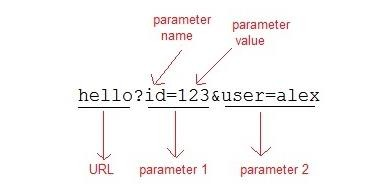 parameter
name
parameter
value
hello?id=123&user=alex
URL
parameter 1
parameter 2